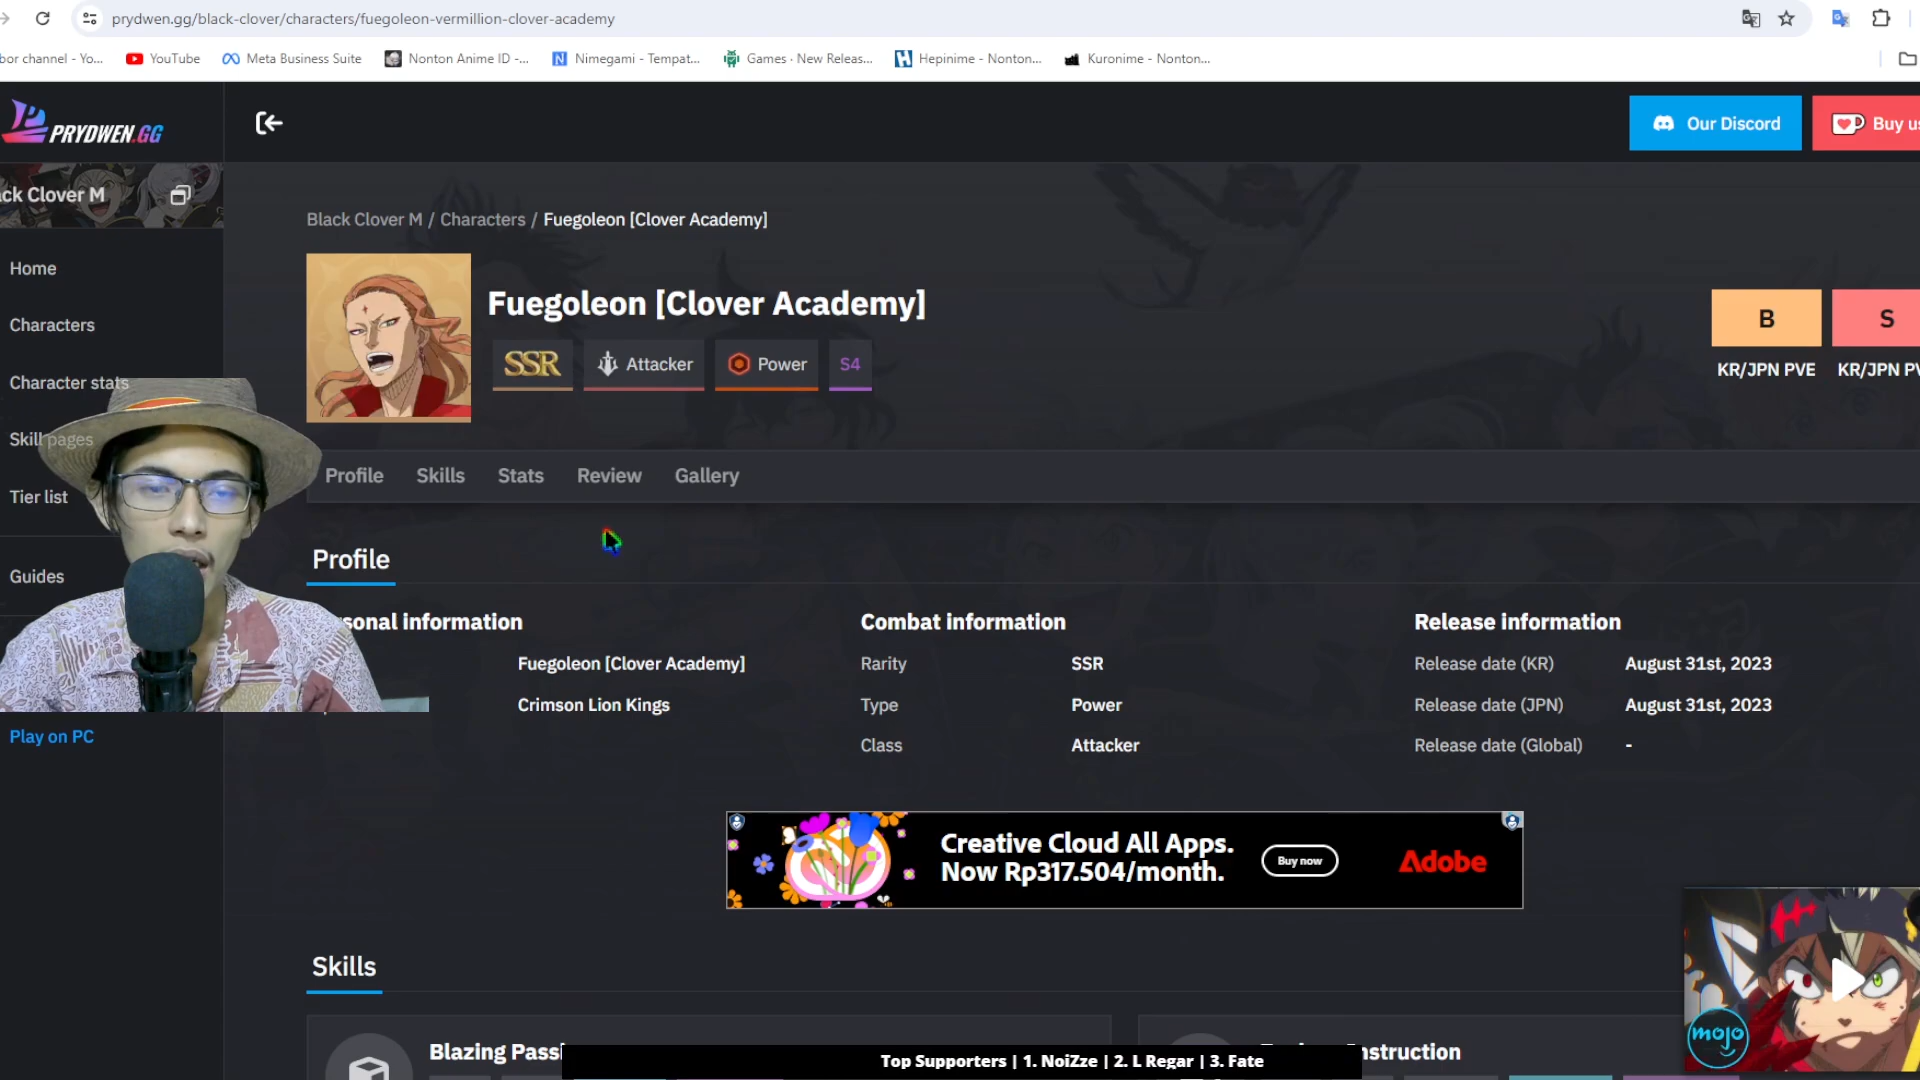 prydwen.gg/black-clover/characters/fuegoleon-vermillion-clover-academy
bor channel - Yo...
YouTube
Meta Business Suite
Nonton Anime ID -...
Nimegami - Tempat...
Games · New Releas...
Hepinime - Nonton...
Kuronime - Nonton...
PRYDWEN.GG
Our Discord
Buy us
ck Clover M
Home
Characters
Character stats
Skill pages
Tier list
Guides
Play on PC
Black Clover M / Characters / Fuegoleon [Clover Academy]
Fuegoleon [Clover Academy]
SSR
Attacker
Power
S4
B
S
KR/JPN PVE
KR/JPN PV
Profile
Skills
Stats
Review
Gallery
Profile
sonal information
Fuegoleon [Clover Academy]
Crimson Lion Kings
Combat information
Rarity SSR
Type Power
Class Attacker
Release information
Release date (KR) August 31st, 2023
Release date (JPN) August 31st, 2023
Release date (Global) -
Creative Cloud All Apps.
Now Rp317.504/month.
Buy now
Adobe
Skills
Blazing Passi
nstruction
mojo
Top Supporters | 1. NoiZze | 2. L Regar | 3. Fate